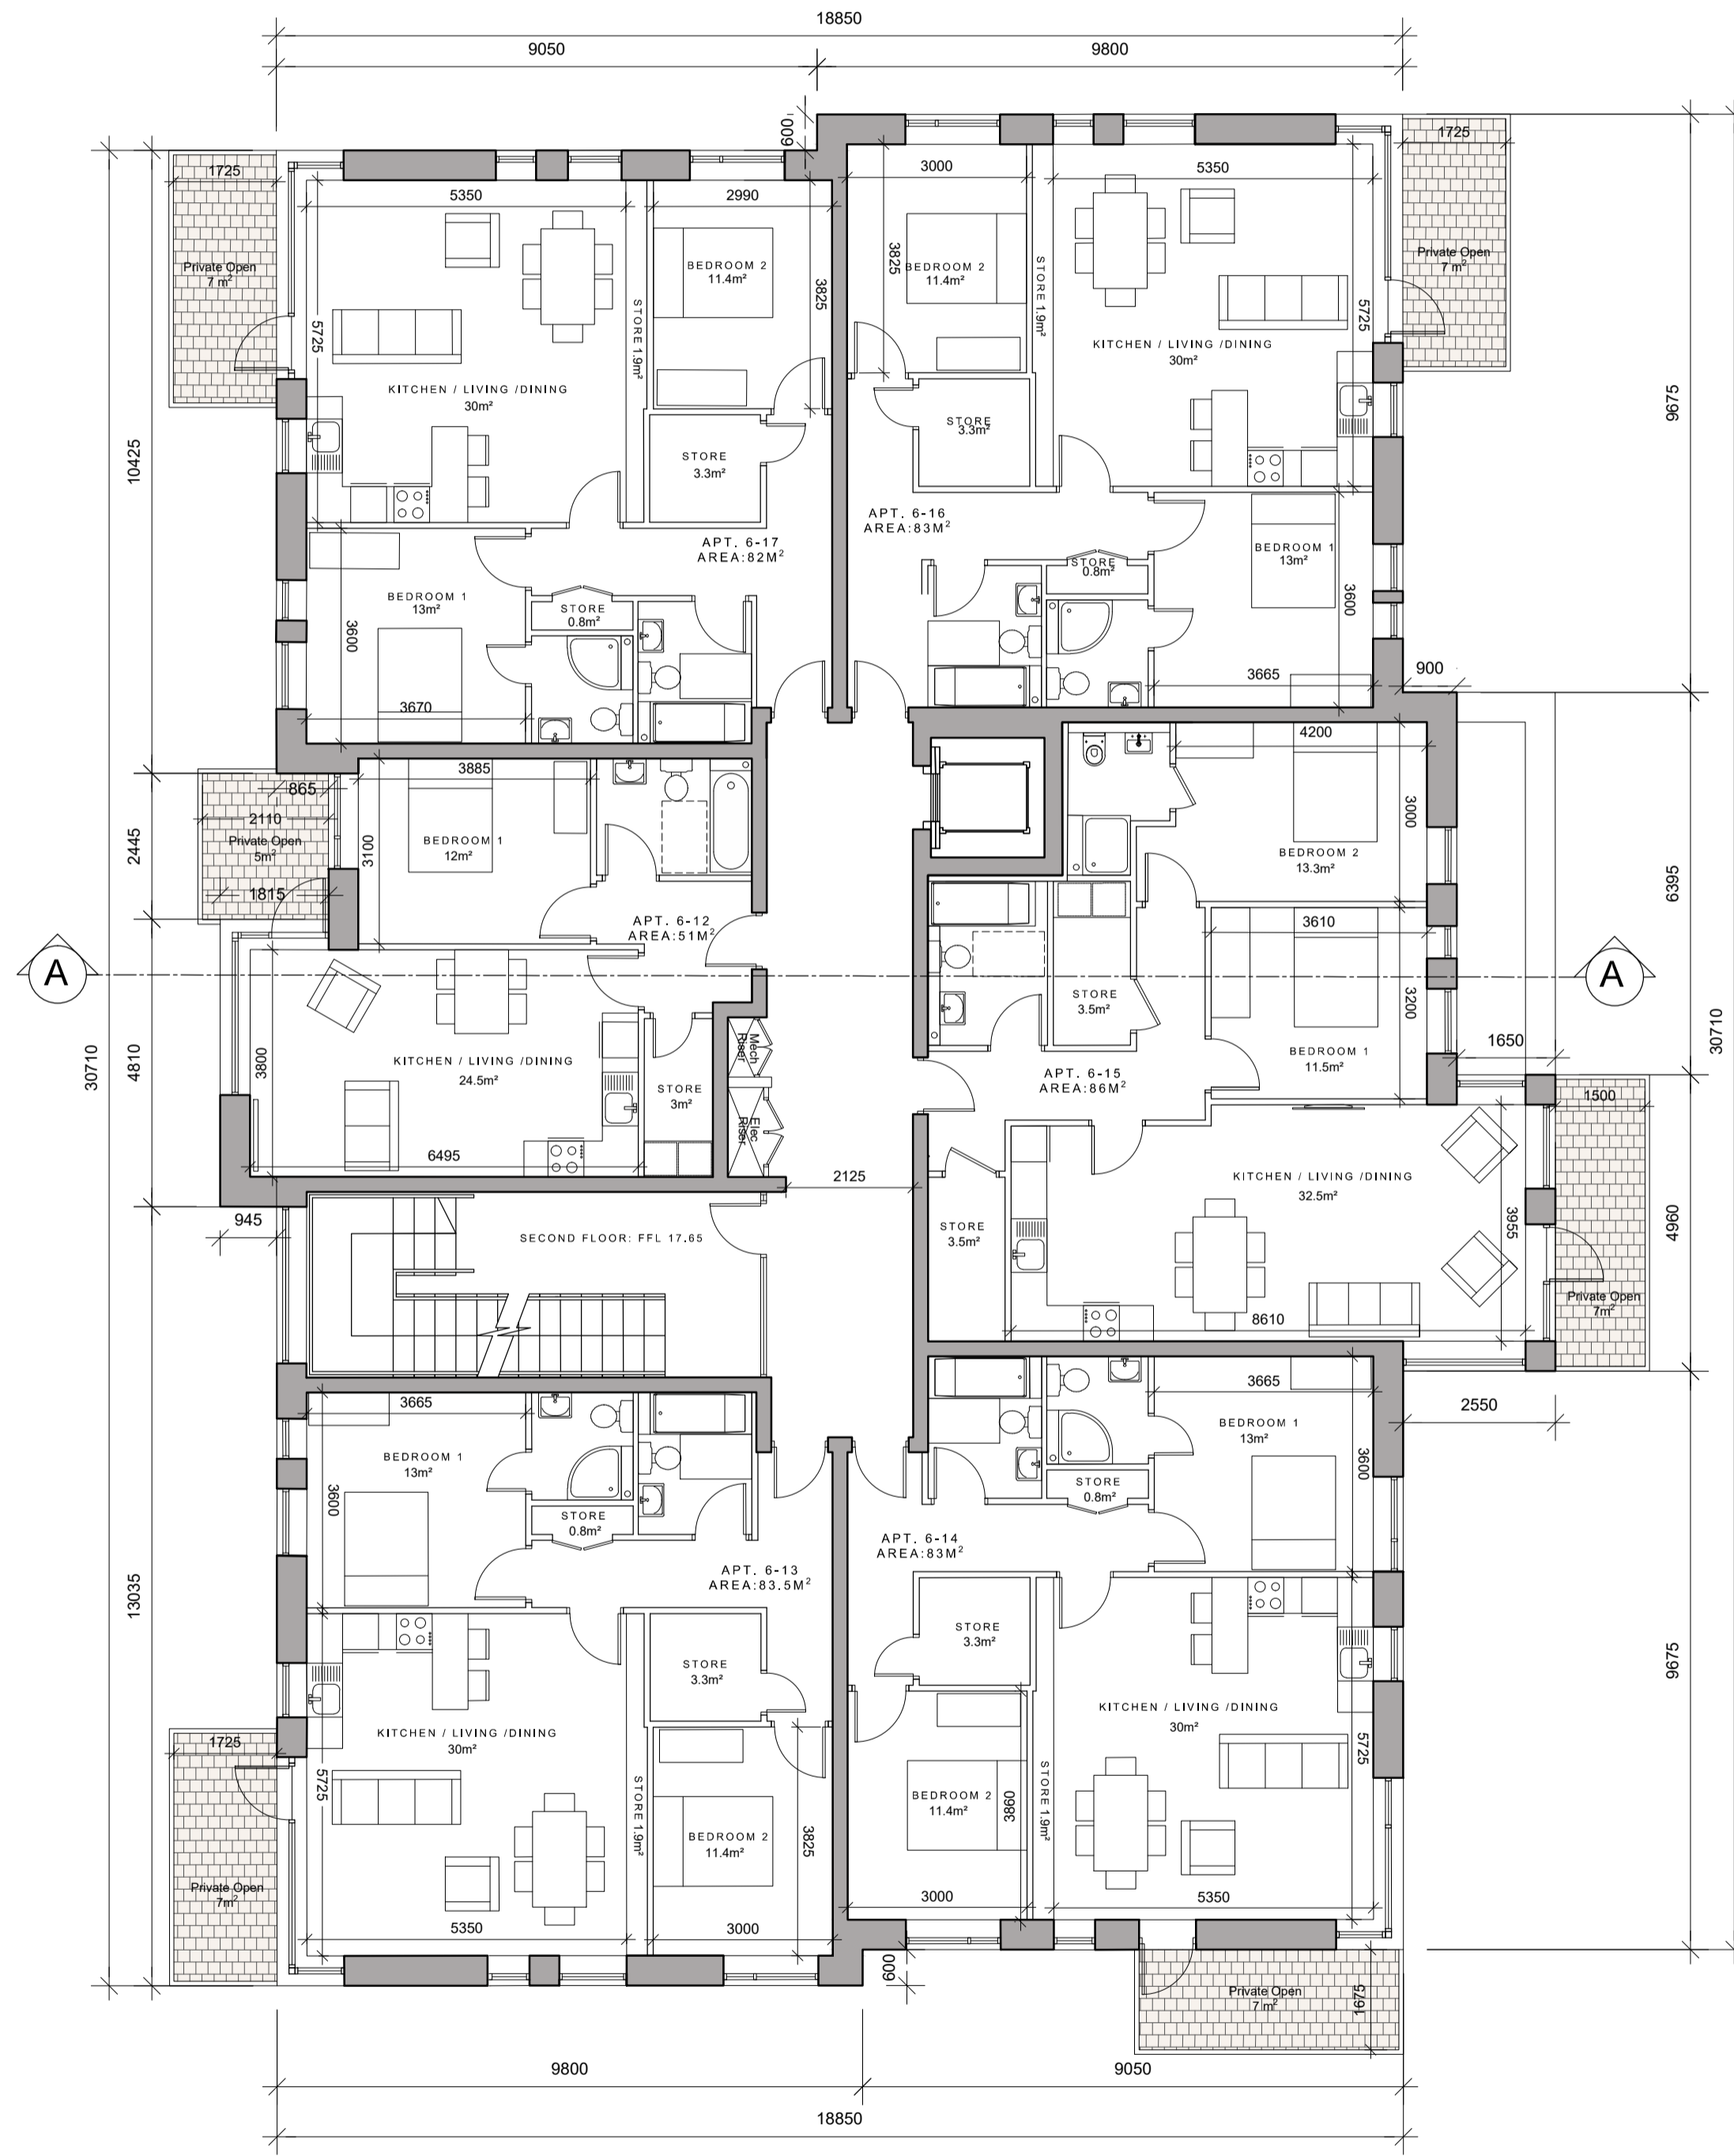 18850
9050
9800
600
1725
Private Open
7 m²
5350
2990
5725
KITCHEN / LIVING /DINING
30m²
STORE 1.9m²
BEDROOM 2
11.4m²
3825
STORE
3.3m²
APT. 6-17
AREA:82M²
BEDROOM 1
13m²
3600
3670
STORE
0.8m²
3000
3825
BEDROOM 2
11.4m²
STORE 1.9m²
5350
5725
KITCHEN / LIVING /DINING
30m²
1725
Private Open
7 m²
STORE
3.3m²
APT. 6-16
AREA:83M²
STORE
0.8m²
BEDROOM 1
13m²
3600
3665
900
10425
2445
4810
30710
13035
9675
6395
30710
4960
9675
865
2110
Private Open
5m²
1815
3885
3100
BEDROOM 1
12m²
APT. 6-12
AREA:51M²
3800
KITCHEN / LIVING /DINING
24.5m²
6495
STORE
3m²
Mech
Riser
Elec
Riser
2125
945
SECOND FLOOR: FFL 17.65
4200
3000
BEDROOM 2
13.3m²
3610
3200
BEDROOM 1
11.5m²
STORE
3.5m²
APT. 6-15
AREA:86M²
1650
1500
KITCHEN / LIVING /DINING
32.5m²
3955
8610
STORE
3.5m²
Private Open
7m²
2550
A
A
3665
BEDROOM 1
13m²
3600
STORE
0.8m²
APT. 6-13
AREA:83.5M²
STORE
3.3m²
KITCHEN / LIVING /DINING
30m²
5725
STORE 1.9m²
BEDROOM 2
11.4m²
3825
5350
3000
1725
Private Open
7m²
3665
BEDROOM 1
13m²
3600
STORE
0.8m²
APT. 6-14
AREA:83M²
STORE
3.3m²
KITCHEN / LIVING /DINING
30m²
5725
STORE 1.9m²
BEDROOM 2
11.4m²
3860
3000
5350
600
Private Open
7 m²
1675
9800
9050
18850